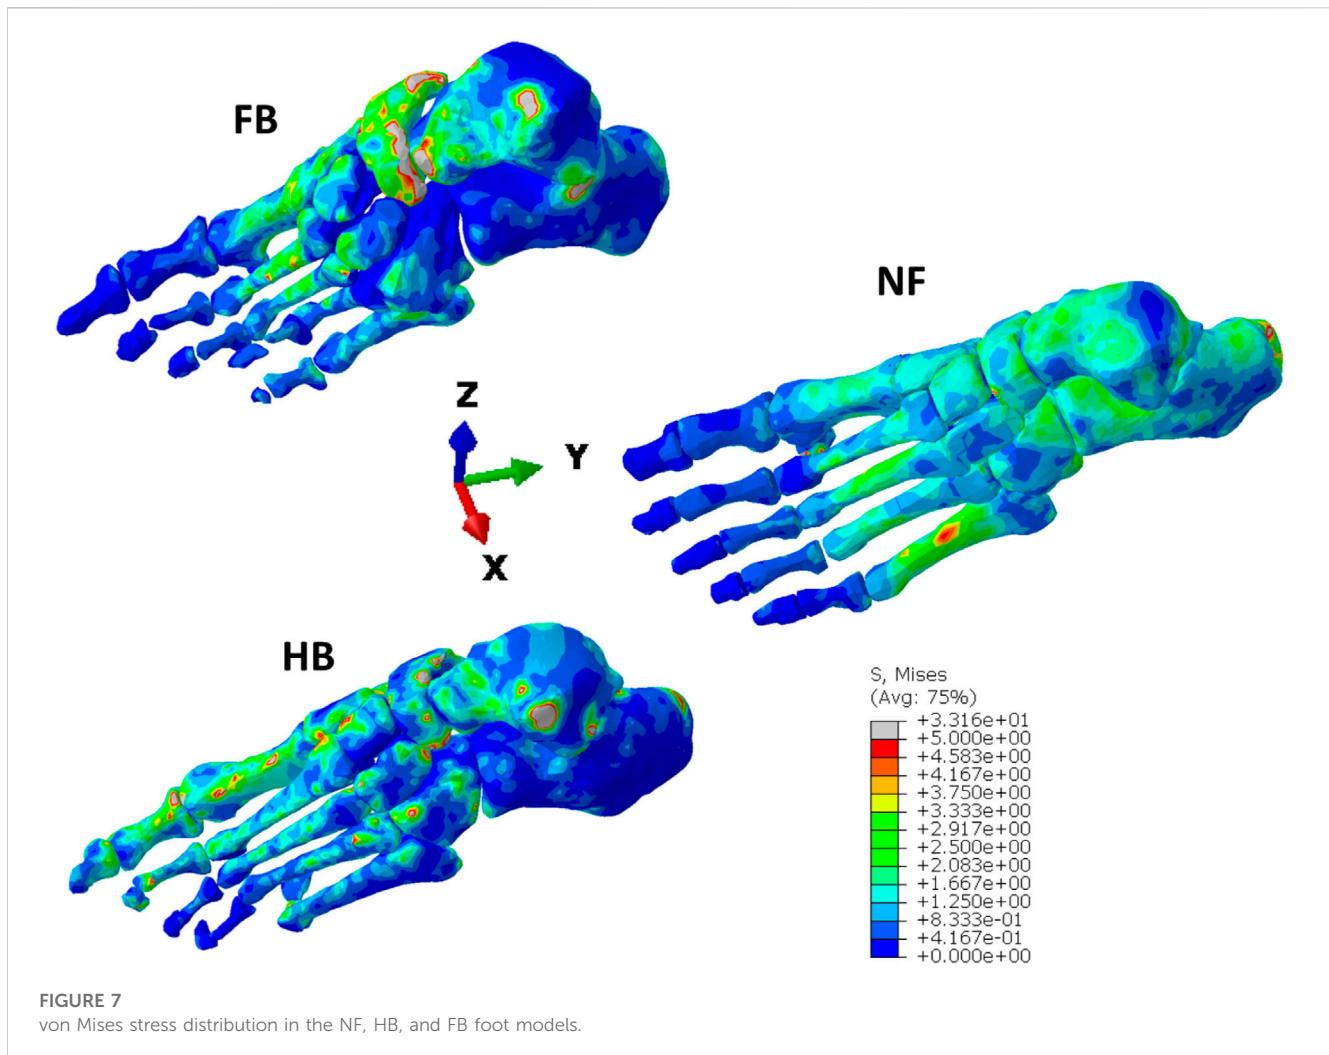 FB
NF
Z
Y
X
HB
S, Mises
(Avg: 75%)
+3.316e+01
+5.000e+00
+4.583e+00
+4.167e+00
+3.750e+00
+3.333e+00
+2.917e+00
+2.500e+00
+2.083e+00
+1.667e+00
+1.250e+00
+8.333e-01
+4.167e-01
+0.000e+00
FIGURE 7
von Mises stress distribution in the NF, HB, and FB foot models.